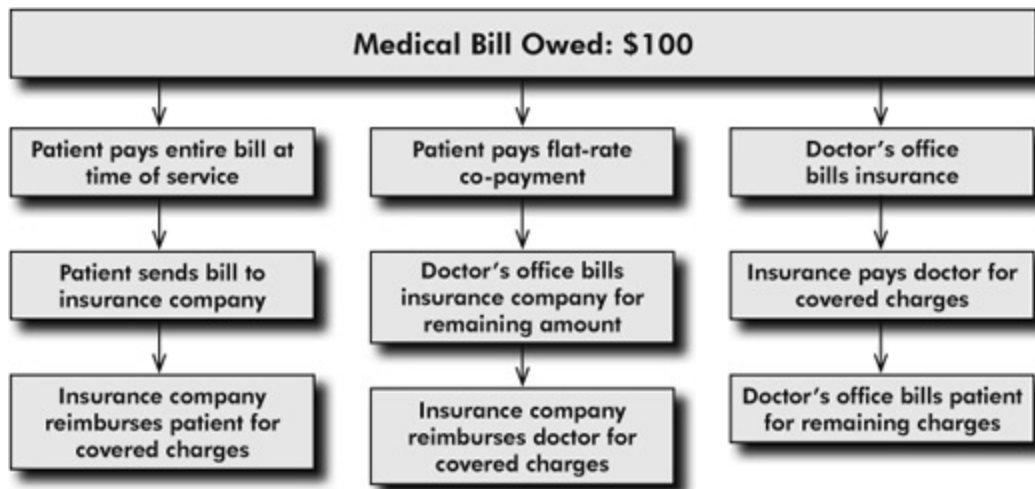 Medical Bill Owed: $100
Patient pays entire bill at
time of service
Patient sends bill to
insurance company
Insurance company
reimburses patient for
covered charges
Patient pays flat-rate
co-payment
Doctor's office bills
insurance company for
remaining amount
Insurance company
reimburses doctor for
covered charges
Doctor's office
bills insurance
Insurance pays doctor for
covered charges
Doctor's office bills patient
for remaining charges